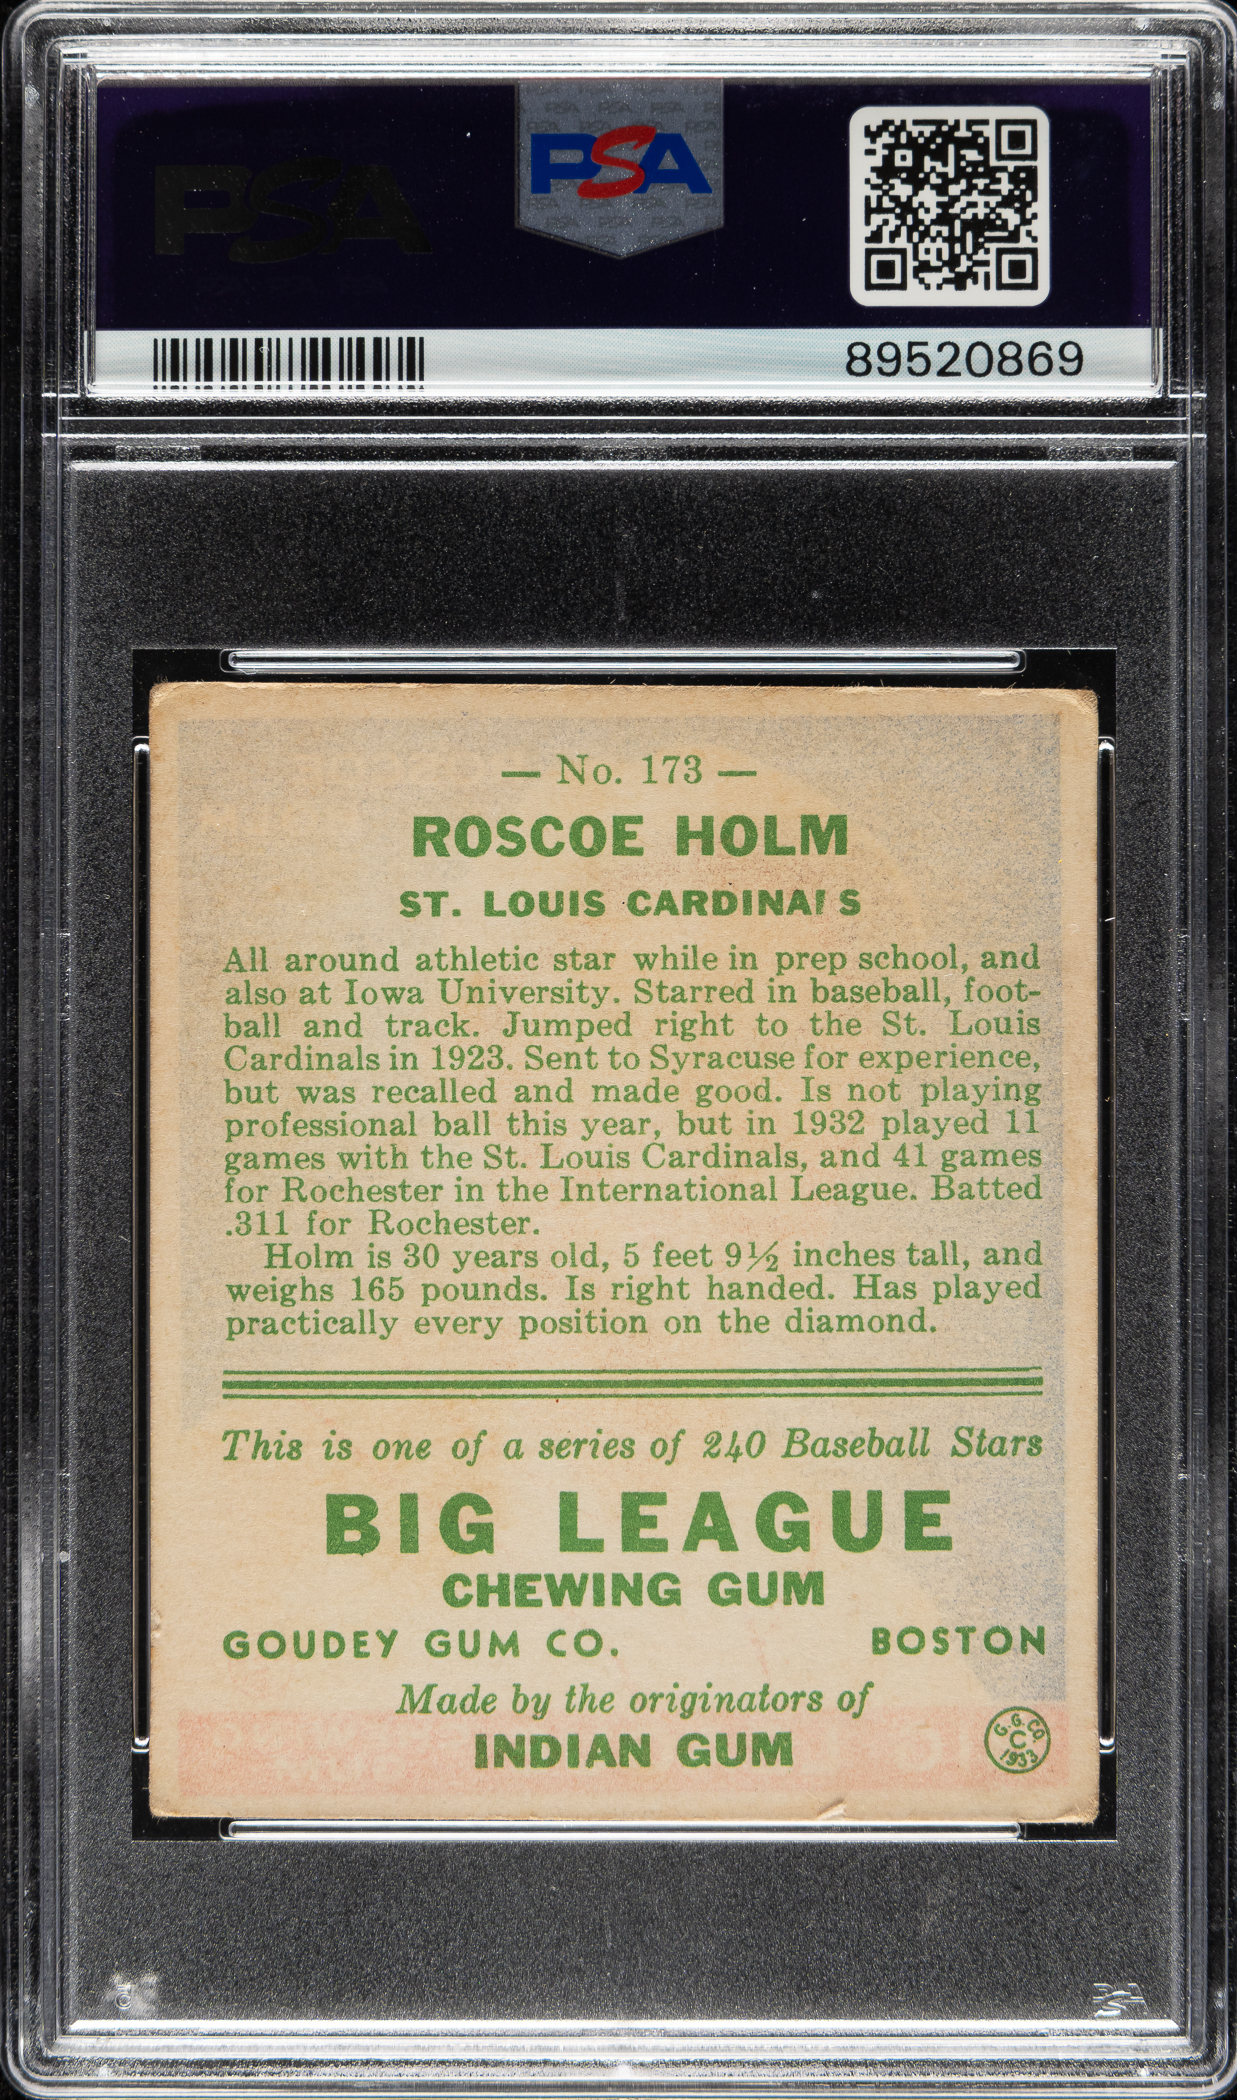 PSA
PSA
89520869
— No. 173 —
ROSCOE HOLM
ST. LOUIS CARDINALS
All around athletic star while in prep school, and
also at Iowa University. Starred in baseball, foot-
ball and track. Jumped right to the St. Louis
Cardinals in 1923. Sent to Syracuse for experience,
but was recalled and made good. Is not playing
professional ball this year, but in 1932 played 11
games with the St. Louis Cardinals, and 41 games
for Rochester in the International League. Batted
.311 for Rochester.
Holm is 30 years old, 5 feet 9½ inches tall, and
weighs 165 pounds. Is right handed. Has played
practically every position on the diamond.
This is one of a series of 240 Baseball Stars
BIG LEAGUE
CHEWING GUM
GOUDEY GUM CO. BOSTON
Made by the originators of
INDIAN GUM
G. G. CO.
C
1933
PSA